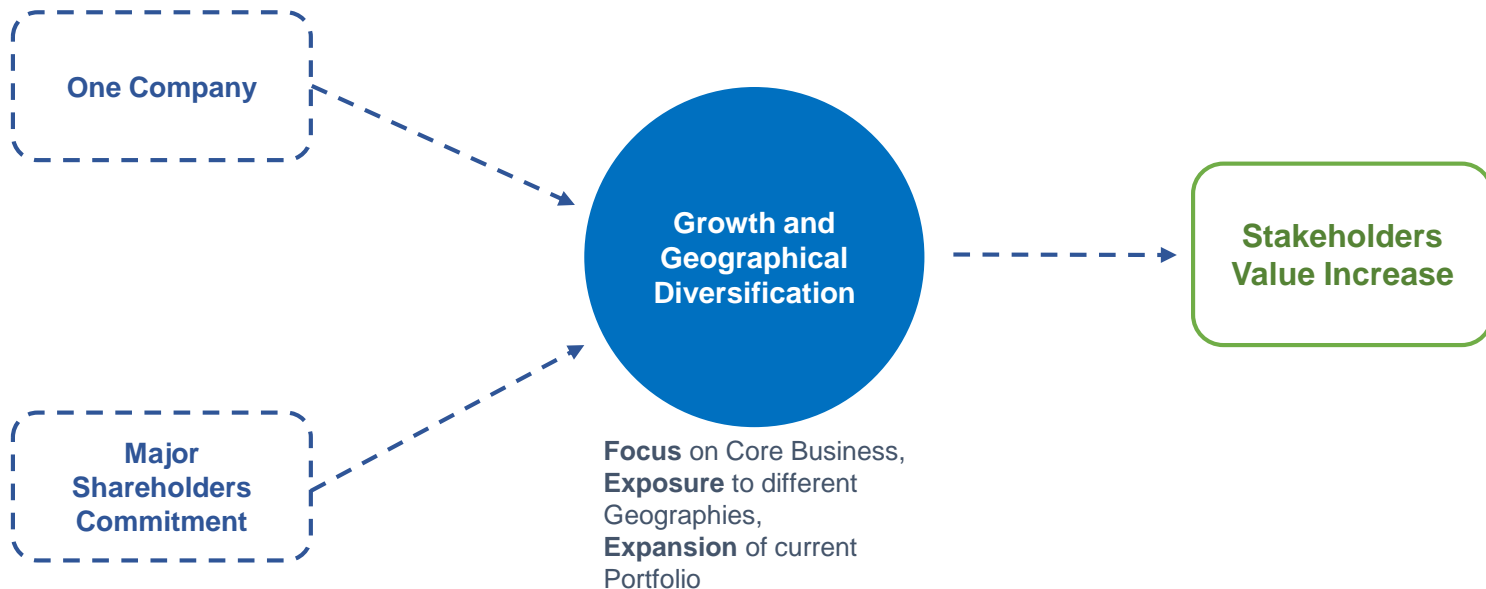 One Company
Growth and
Geographical
Diversification
Stakeholders
Value Increase
Major
Shareholders
Commitment
Focus on Core Business,
Exposure to different
Geographies,
Expansion of current
Portfolio